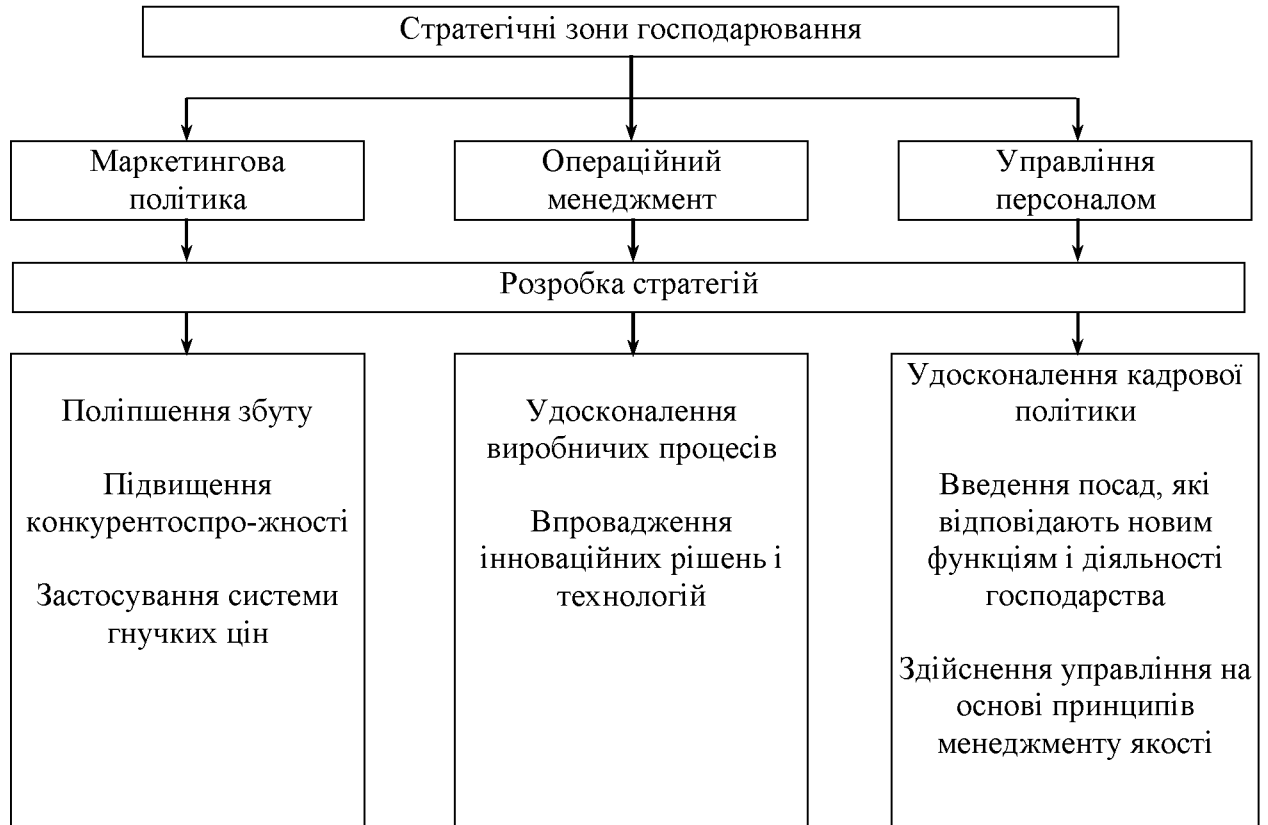 Стратегічні зони господарювання
Маркетингова
політика
Операційний
менеджмент
Управління
персоналом
Розробка стратегій
Поліпшення збуту
Підвищення
конкурентоспро-жності
Застосування системи
гнучких цін
Удосконалення
виробничих процесів
Впровадження
інноваційних рішень і
технологій
Удосконалення кадрової
політики
Введення посад, які
відповідають новим
функціям і діяльності
господарства
Здійснення управління на
основі принципів
менеджменту якості